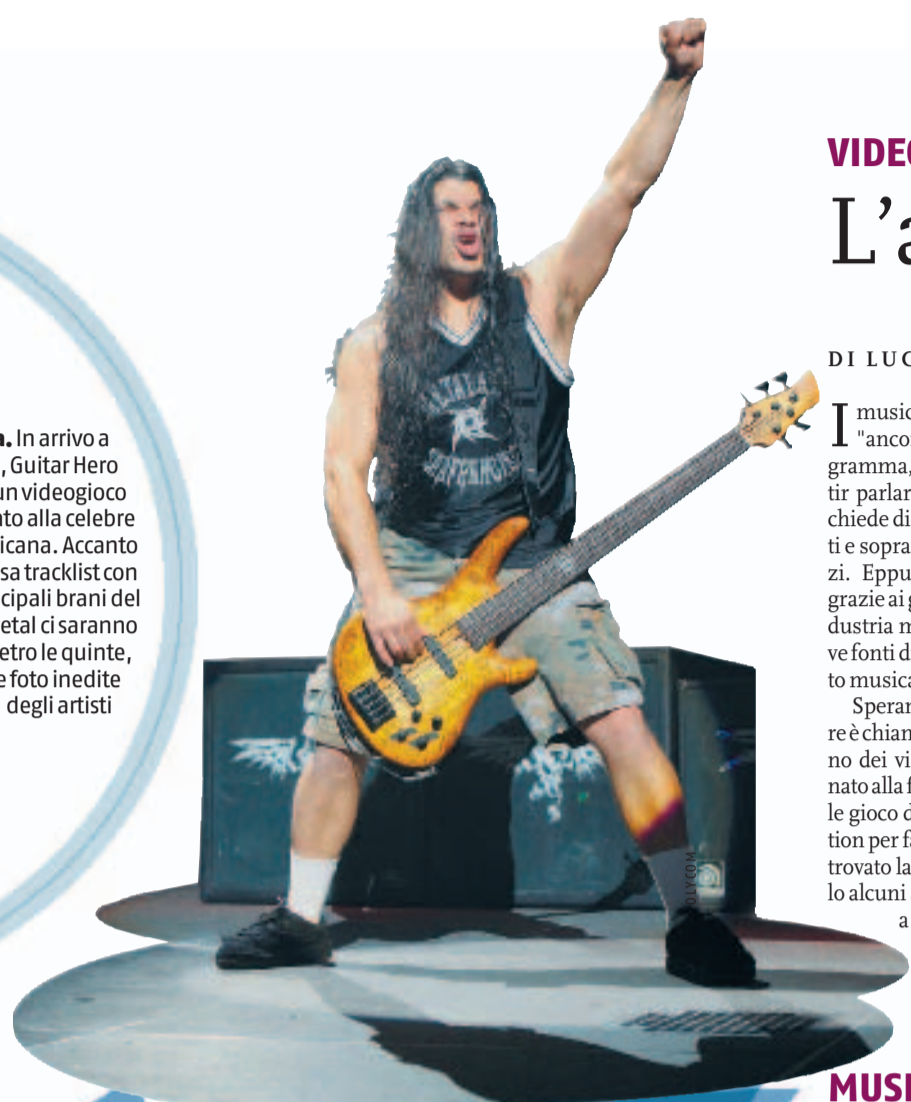 a. In arrivo a
, Guitar Hero
un videogioco
to alla celebre
icana. Accanto
sa tracklist con
cipali brani del
etal ci saranno
etro le quinte,
e foto inedite
degli artisti
OLYCOM
VIDEO
L'a
DI LUC
I music
"ancor
gramma,
tir parlar
chiede di
ti e sopra
zi. Eppu
grazie ai g
dustria m
ve fonti di
to musica
Speran
re è chiam
no dei vi
nato alla f
le gioco d
tion per fa
trovato la
lo alcuni
a
MUSI